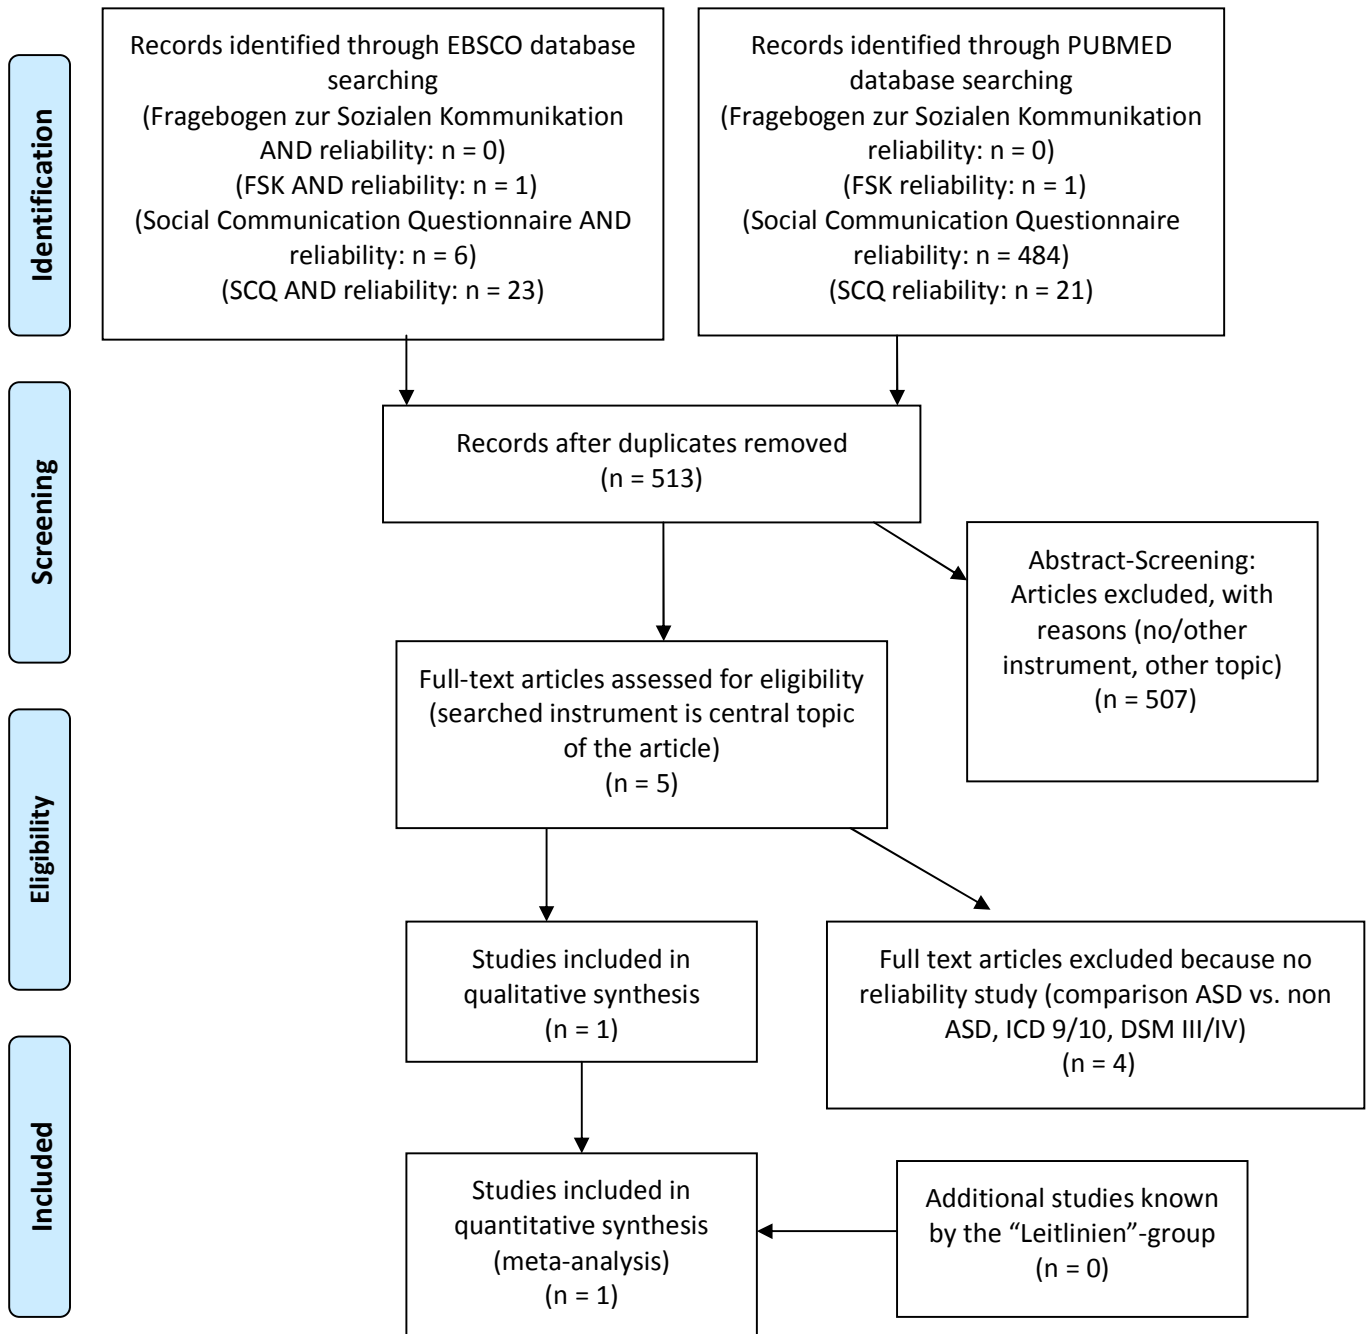 Identification
Records identified through EBSCO database
searching
(Fragebogen zur Sozialen Kommunikation
AND reliability: n = 0)
(FSK AND reliability: n = 1)
(Social Communication Questionnaire AND
reliability: n = 6)
(SCQ AND reliability: n = 23)
Records identified through PUBMED
database searching
(Fragebogen zur Sozialen Kommunikation
reliability: n = 0)
(FSK reliability: n = 1)
(Social Communication Questionnaire
reliability: n = 484)
(SCQ reliability: n = 21)
Screening
Records after duplicates removed
(n = 513)
Abstract-Screening:
Articles excluded, with
reasons (no/other
instrument, other topic)
(n = 507)
Eligibility
Full-text articles assessed for eligibility
(searched instrument is central topic
of the article)
(n = 5)
Studies included in
qualitative synthesis
(n = 1)
Full text articles excluded because no
reliability study (comparison ASD vs. non
ASD, ICD 9/10, DSM III/IV)
(n = 4)
Included
Studies included in
quantitative synthesis
(meta-analysis)
(n = 1)
Additional studies known
by the “Leitlinien”-group
(n = 0)